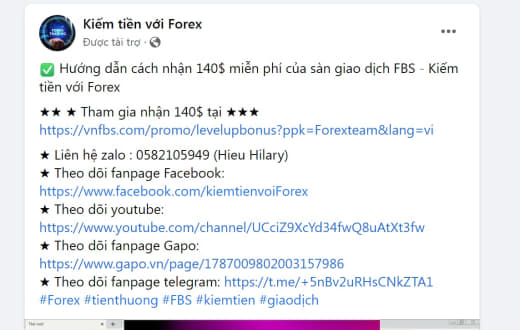 Kiếm tiền với Forex
Được tài trợ ·
Hướng dẫn cách nhận 140$ miễn phí của sàn giao dịch FBS - Kiếm
tiền với Forex
★★ ★ Tham gia nhận 140$ tại ★★★
https://vnfbs.com/promo/levelupbonus?ppk=Forexteam&lang=vi
★ Liên hệ zalo : 0582105949 (Hieu Hilary)
★ Theo dõi fanpage Facebook:
https://www.facebook.com/kiemtienvoiForex
★ Theo dõi youtube:
https://www.youtube.com/channel/UCciZ9XcYd34fwQ8uAtXt3fw
★ Theo dõi fanpage Gapo:
https://www.gapo.vn/page/1787009802003157986
★ Theo dõi fanpage telegram: https://t.me/+5nBv2uRHsCNkZTA1
#Forex #tienthuong #FBS #kiemtien #giaodịch